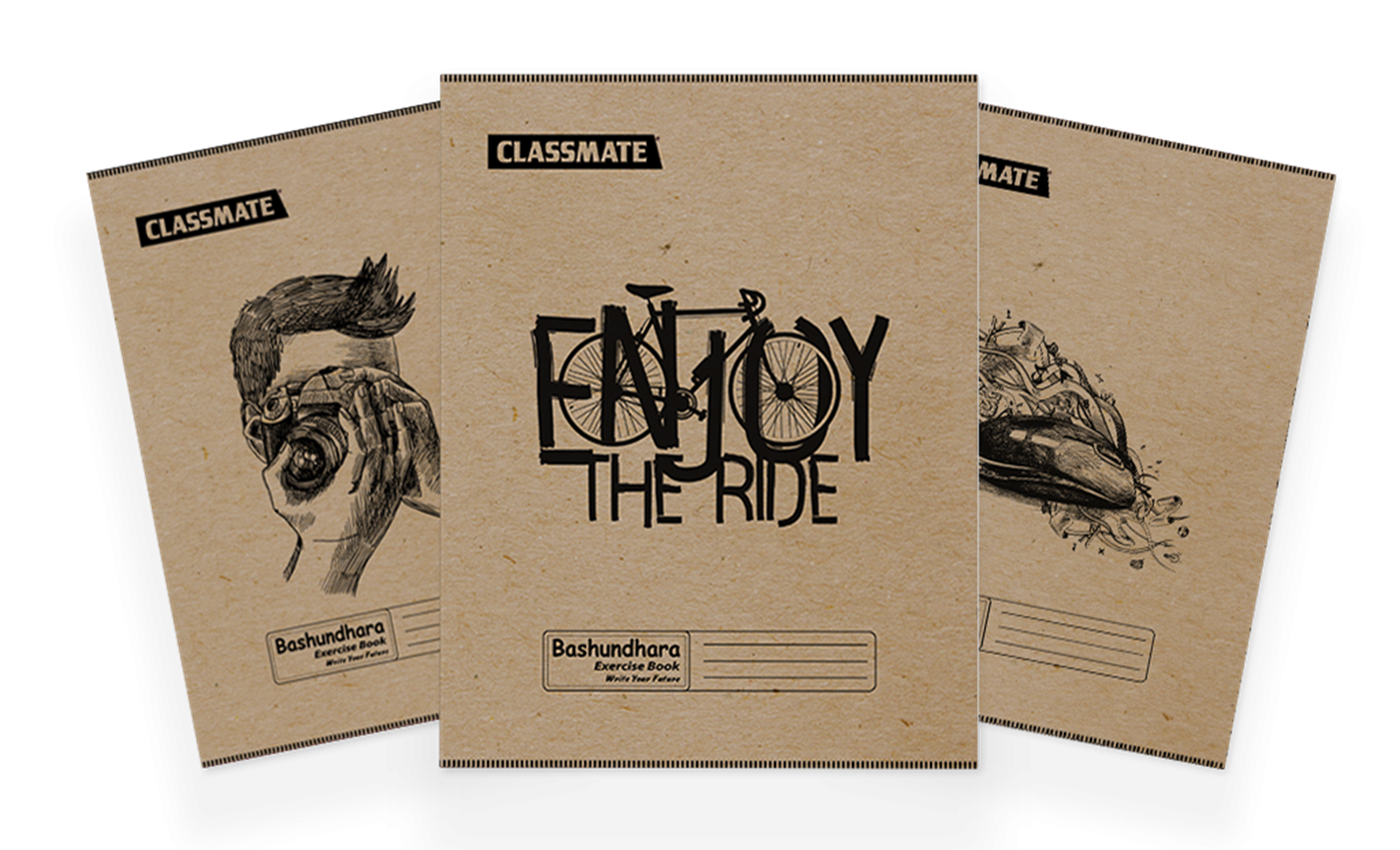 CLASSMATE
Bashundhara
Exercise Book
Write Your Future
CLASSMATE
ENJOY
THE RIDE
Bashundhara
Exercise Book
Write Your Future
MATE